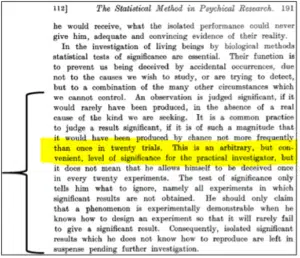 112] The Statistical Method in Psychical Research. 191
he would receive, what the isolated performance could never
give him, adequate and convincing evidence of their reality.
In the investigation of living beings by biological methods
statistical tests of significance are essential. Their function is
to prevent us being deceived by accidental occurrences, due
not to the causes we wish to study, or are trying to detect,
but to a combination of the many other circumstances which
we cannot control. An observation is judged significant, if it
would rarely have been produced, in the absence of a real
cause of the kind we are seeking. It is a common practice
to judge a result significant, if it is of such a magnitude that
it would have been produced by chance not more frequently
than once in twenty trials. This is an arbitrary, but con-
venient, level of significance for the practical investigator, but
it does not mean that he allows himself to be deceived once
in every twenty experiments. The test of significance only
tells him what to ignore, namely all experiments in which
significant results are not obtained. He should only claim
that a phenomenon is experimentally demonstrable when he
knows how to design an experiment so that it will rarely fail
to give a significant result. Consequently, isolated significant
results which he does not know how to reproduce are left in
suspense pending further investigation.